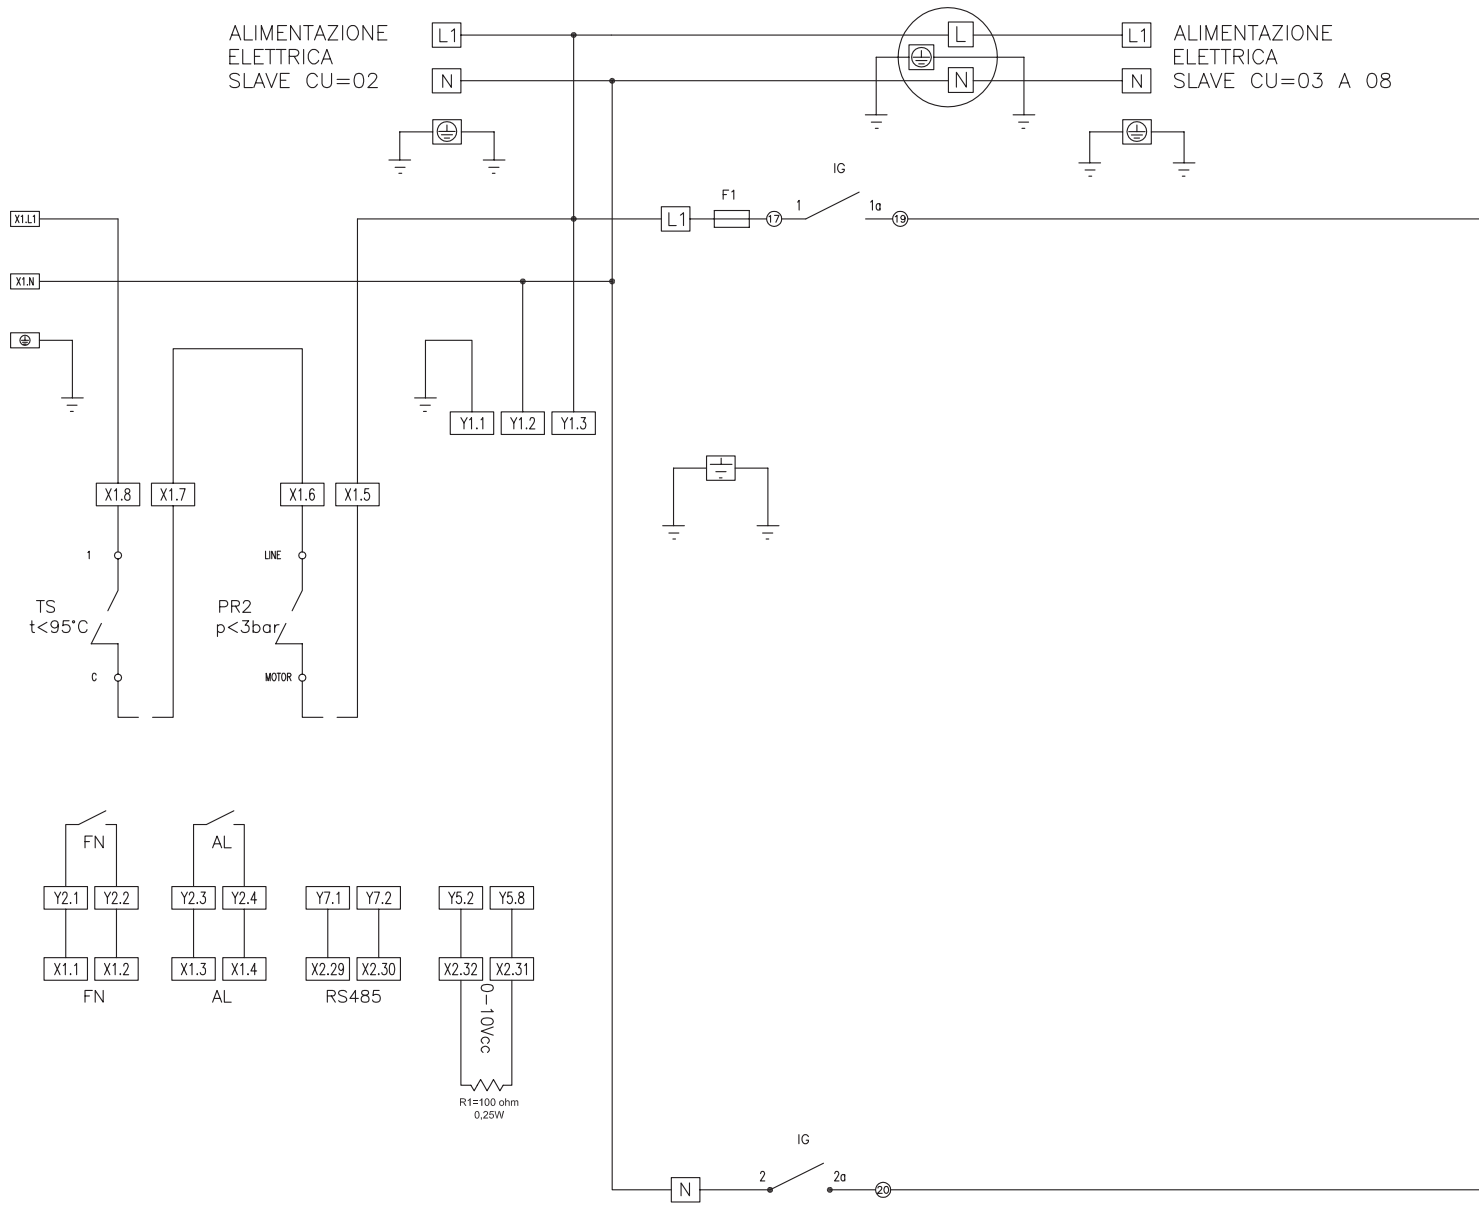 ALIMENTAZIONE
ELETTRICA
SLAVE CU=02
L1
N
L
N
L1
N
ALIMENTAZIONE
ELETTRICA
SLAVE CU=03 A 08
X1.L1
X1.N
L1
F1
17
1
IG
1a
19
Y1.1
Y1.2
Y1.3
X1.8
X1.7
X1.6
X1.5
1
TS
t<95°C
C
LINE
PR2
p<3bar
MOTOR
FN
AL
Y2.1
Y2.2
Y2.3
Y2.4
Y7.1
Y7.2
Y5.2
Y5.8
X1.1
X1.2
X1.3
X1.4
X2.29
X2.30
X2.32
X2.31
FN
AL
RS485
0-10Vcc
R1=100 ohm
0,25W
N
2
IG
2a
20